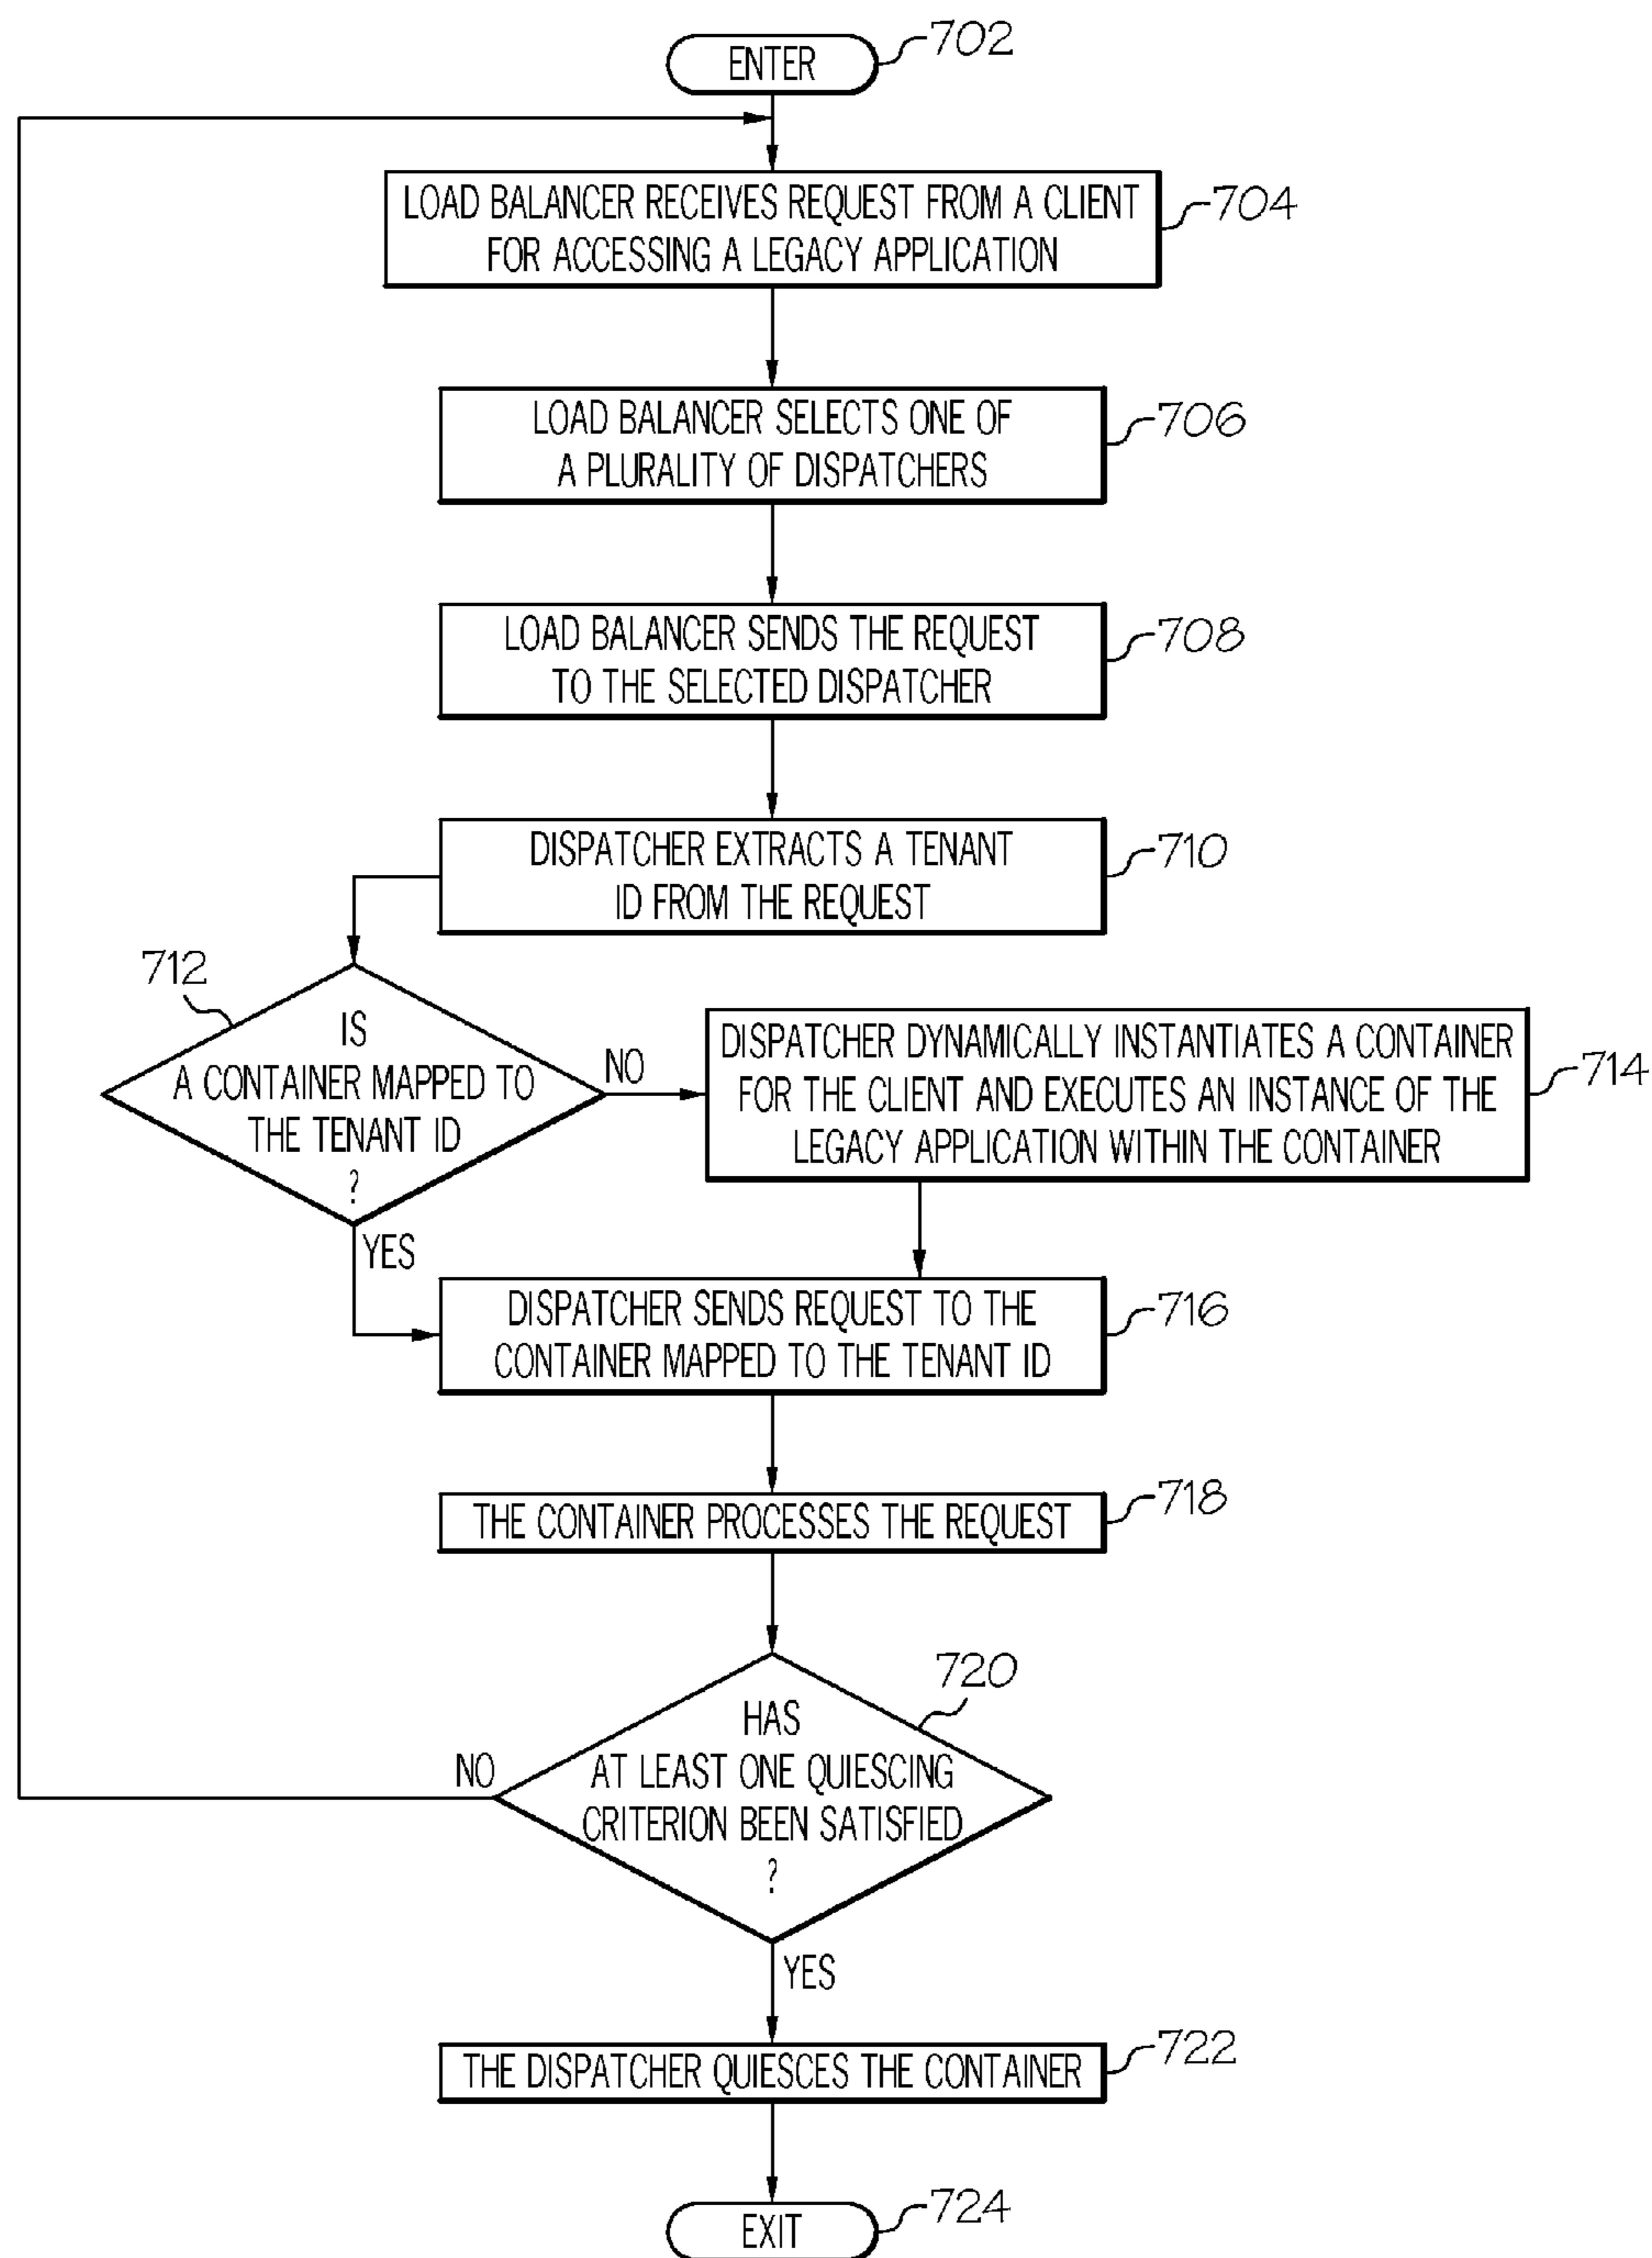 ENTER
702
LOAD BALANCER RECEIVES REQUEST FROM A CLIENT
FOR ACCESSING A LEGACY APPLICATION
704
LOAD BALANCER SELECTS ONE OF
A PLURALITY OF DISPATCHERS
706
LOAD BALANCER SENDS THE REQUEST
TO THE SELECTED DISPATCHER
708
DISPATCHER EXTRACTS A TENANT
ID FROM THE REQUEST
710
712
IS
A CONTAINER MAPPED TO
THE TENANT ID
?
NO
YES
DISPATCHER DYNAMICALLY INSTANTIATES A CONTAINER
FOR THE CLIENT AND EXECUTES AN INSTANCE OF THE
LEGACY APPLICATION WITHIN THE CONTAINER
714
DISPATCHER SENDS REQUEST TO THE
CONTAINER MAPPED TO THE TENANT ID
716
THE CONTAINER PROCESSES THE REQUEST
718
720
HAS
AT LEAST ONE QUIESCING
CRITERION BEEN SATISFIED
?
NO
YES
THE DISPATCHER QUIESCES THE CONTAINER
722
EXIT
724